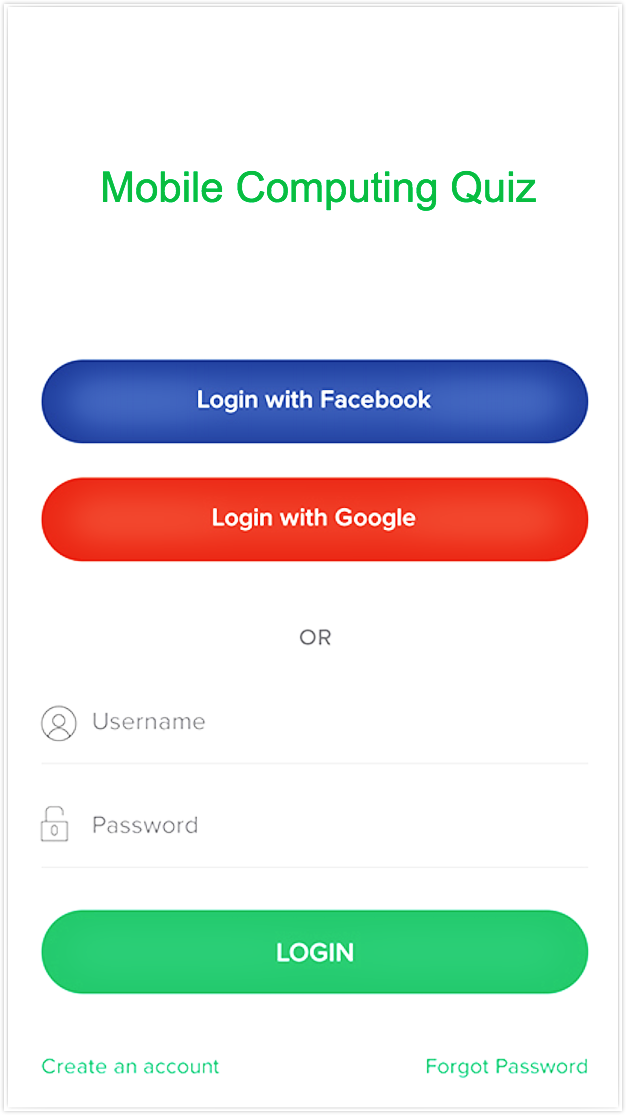 Mobile Computing Quiz
Login with Facebook
Login with Google
OR
Username
Password
LOGIN
Create an account Forgot Password